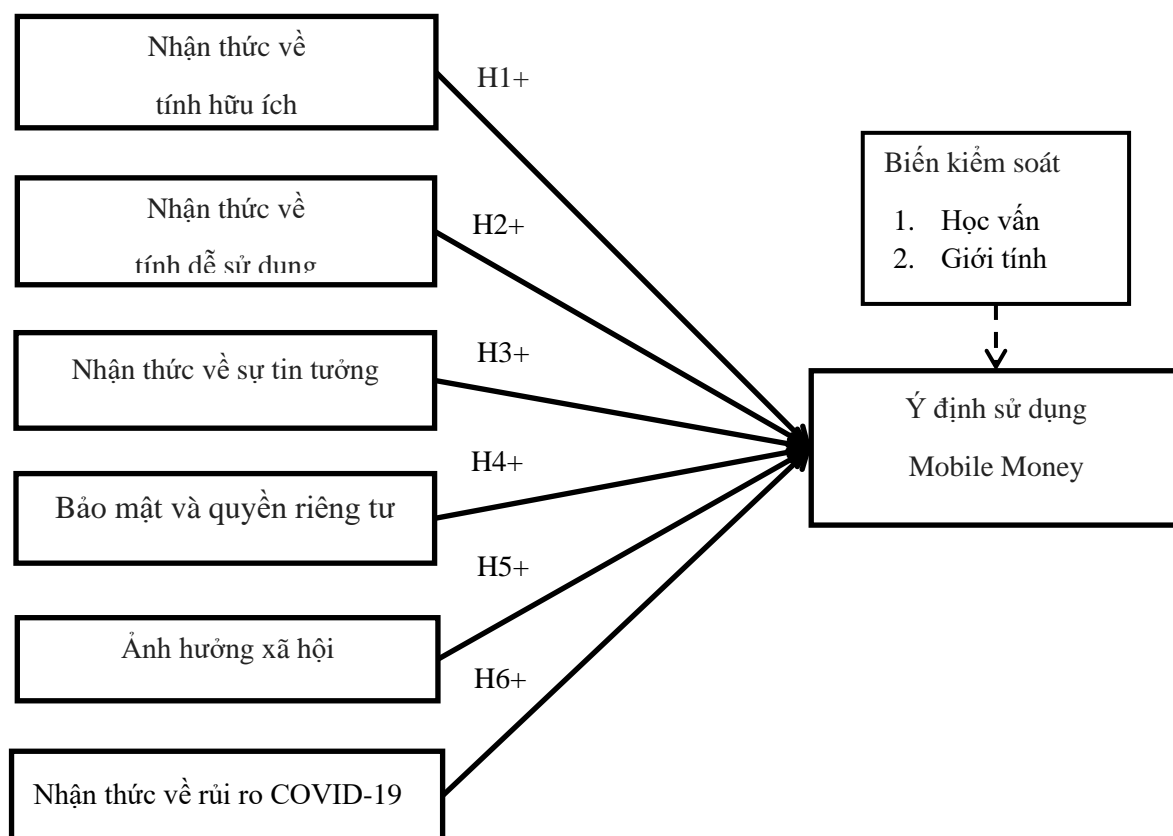 Nhận thức về
tính hữu ích
H1+
Nhận thức về
tính dễ sử dụng
H2+
Nhận thức về sự tin tưởng
H3+
Bảo mật và quyền riêng tư
H4+
Ảnh hưởng xã hội
H5+
Nhận thức về rủi ro COVID-19
H6+
Biến kiểm soát
1. Học vấn
2. Giới tính
Ý định sử dụng
Mobile Money